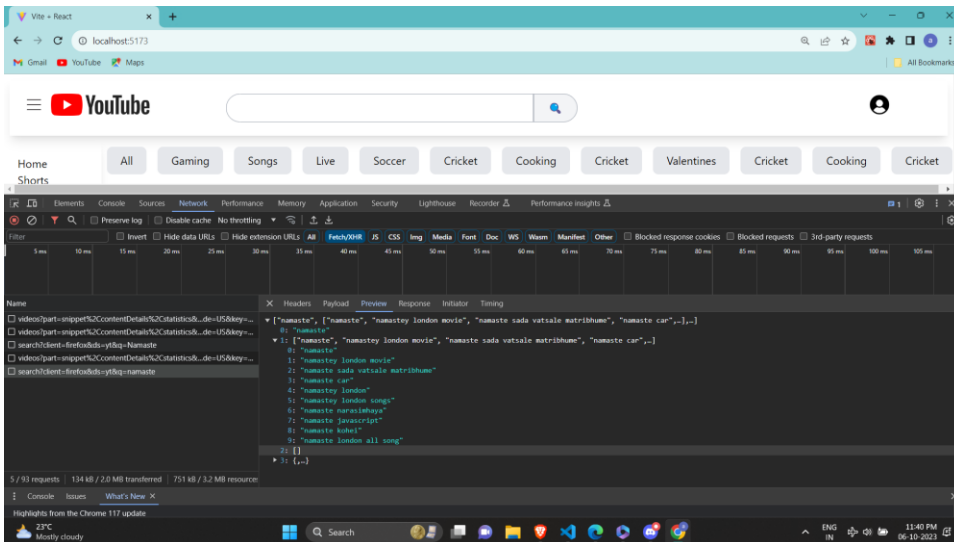 Vite + React
localhost:5173
Gmail YouTube Maps All Bookmarks
YouTube
Home All Gaming Songs Live Soccer Cricket Cooking Cricket Valentines Cricket Cooking Cricket
Shorts
Elements Console Sources Network Performance Memory Application Security Lighthouse Recorder Performance insights 1
Preserve log Disable cache No throttling
Filter Invert Hide data URLs Hide extension URLs All Fetch/XHR JS CSS Img Media Font Doc WS Wasm Manifest Other Blocked response cookies Blocked requests 3rd-party requests
5 ms 10 ms 15 ms 20 ms 25 ms 30 ms 35 ms 40 ms 45 ms 50 ms 55 ms 60 ms 65 ms 70 ms 75 ms 80 ms 85 ms 90 ms 95 ms 100 ms 105 ms
Name Headers Payload Preview Response Initiator Timing
videos?part=snippet%2CcontentDetails%2Cstatistics&...de=US&key=...
videos?part=snippet%2CcontentDetails%2Cstatistics&...de=US&key=...
search?client=firefox&ds=yt&q=Namaste
videos?part=snippet%2CcontentDetails%2Cstatistics&...de=US&key=...
search?client=firefox&ds=yt&q=namaste
["namaste", ["namaste", "namastey london movie", "namaste sada vatsale matribhume", "namaste car",…],…]
0: "namaste"
1: ["namaste", "namastey london movie", "namaste sada vatsale matribhume", "namaste car",…]
0: "namaste"
1: "namastey london movie"
2: "namaste sada vatsale matribhume"
3: "namaste car"
4: "namastey london"
5: "namastey london songs"
6: "namaste narasimhaya"
7: "namaste javascript"
8: "namaste kohei"
9: "namaste london all song"
2: []
3: {,…}
5 / 93 requests 134 kB / 2.0 MB transferred 751 kB / 3.2 MB resource
Console Issues What's New
Highlights from the Chrome 117 update
23°C
Mostly cloudy
Search
ENG
IN
11:40 PM
06-10-2023